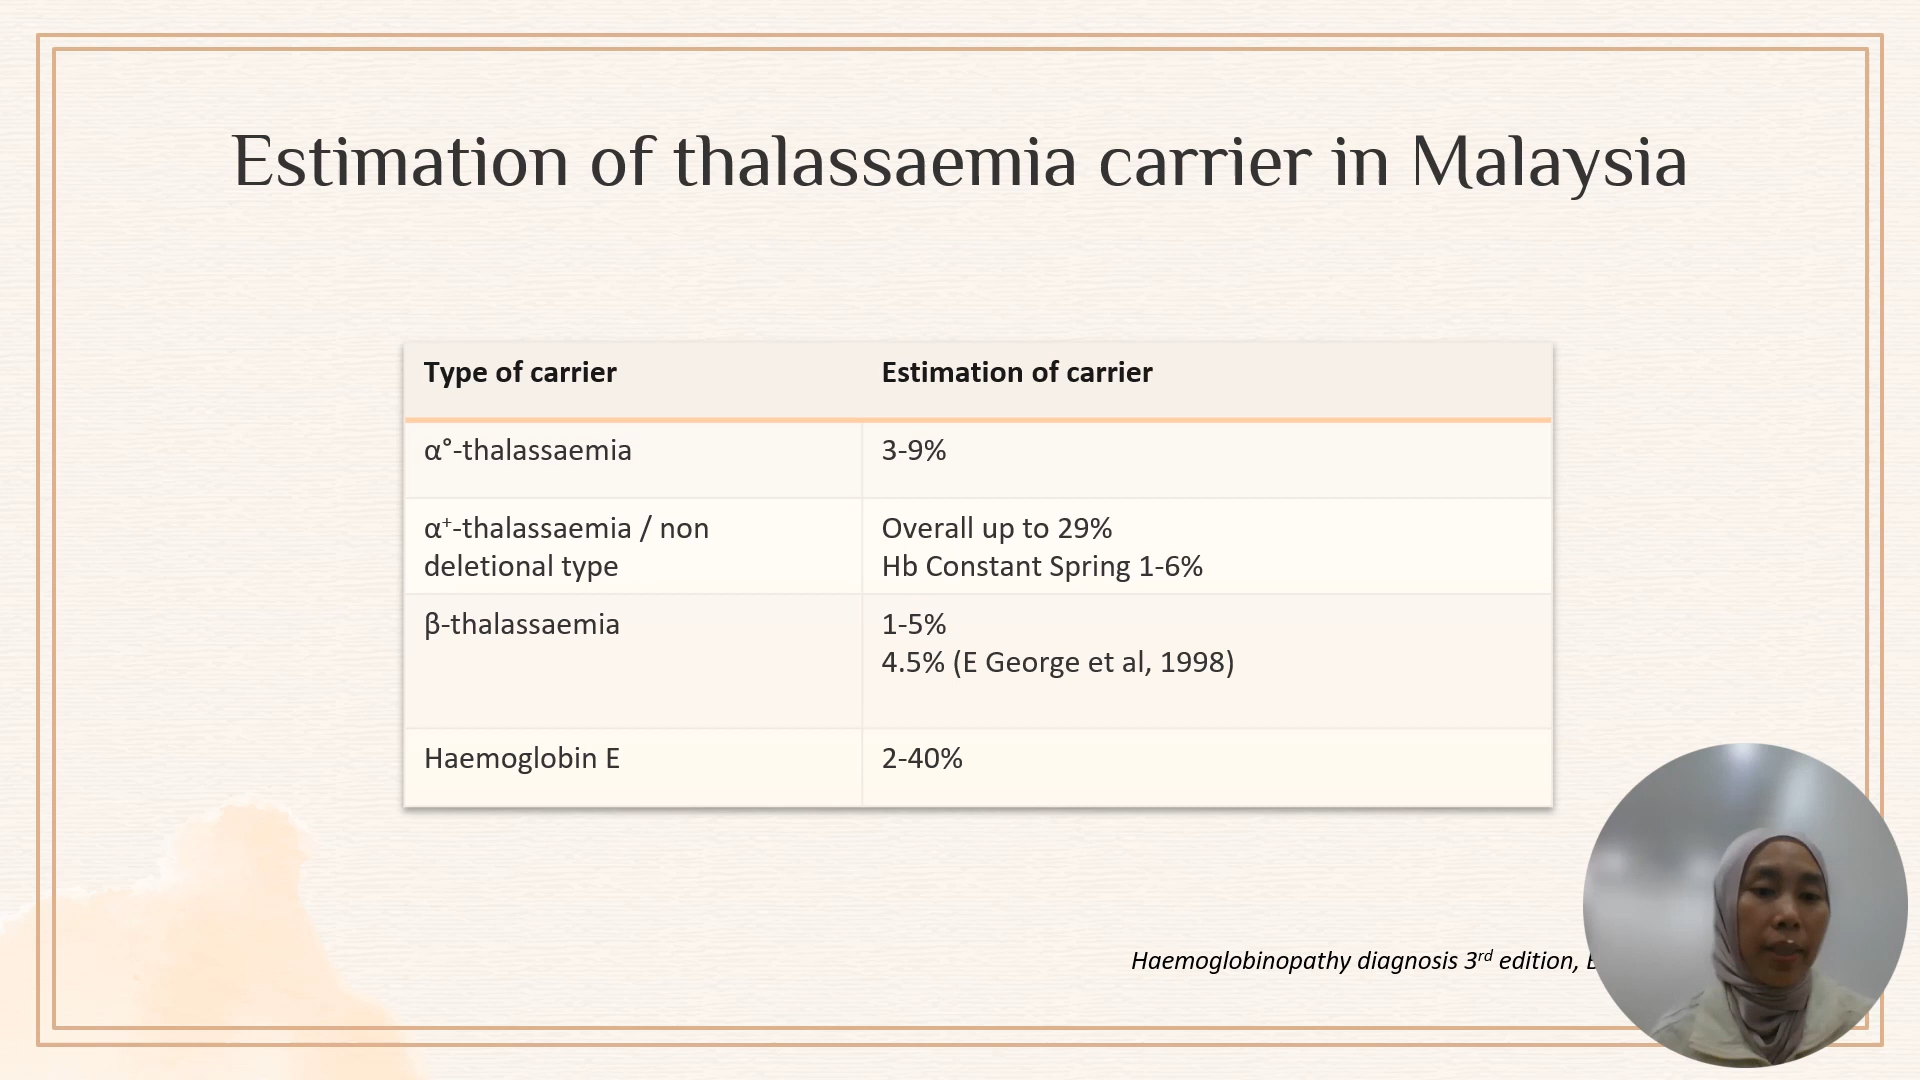 Estimation of thalassaemia carrier in Malaysia
Type of carrier
Estimation of carrier
α°-thalassaemia
3-9%
α⁺-thalassaemia / non
deletional type
Overall up to 29%
Hb Constant Spring 1-6%
β-thalassaemia
1-5%
4.5% (E George et al, 1998)
Haemoglobin E
2-40%
Haemoglobinopathy diagnosis 3ʳᵈ edition,